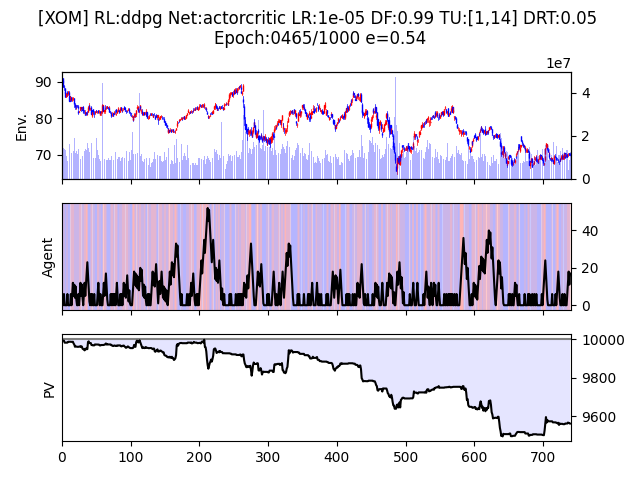 [XOM] RL:ddpg Net:actorcritic LR:1e-05 DF:0.99 TU:[1,14] DRT:0.05
Epoch:0465/1000 e=0.54
1e7
90
80
70
Env.
4
2
0
Agent
40
20
0
PV
10000
9800
9600
0 100 200 300 400 500 600 700